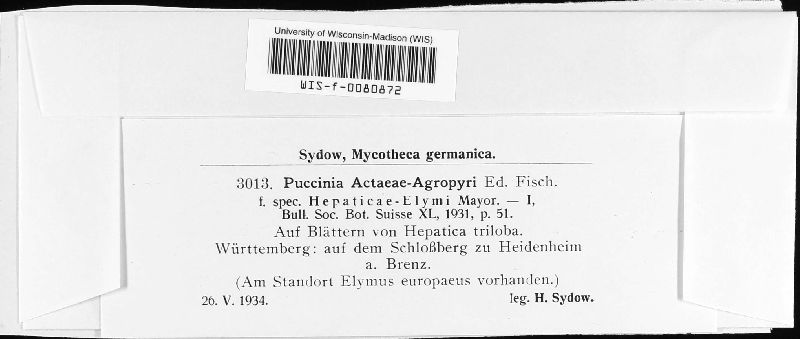 University of Wisconsin-Madison (WIS)
WIS-f-0080872
Sydow, Mycotheca germanica.
3013. Puccinia Actaeae-Agropyri Ed. Fisch.
f. spec. Hepaticae-Elymi Mayor. — I,
Bull. Soc. Bot. Suisse XL, 1931, p. 51.
Auf Blättern von Hepatica triloba.
Württemberg: auf dem Schloßberg zu Heidenheim
a. Brenz.
(Am Standort Elymus europaeus vorhanden.)
26. V. 1934. leg. H. Sydow.